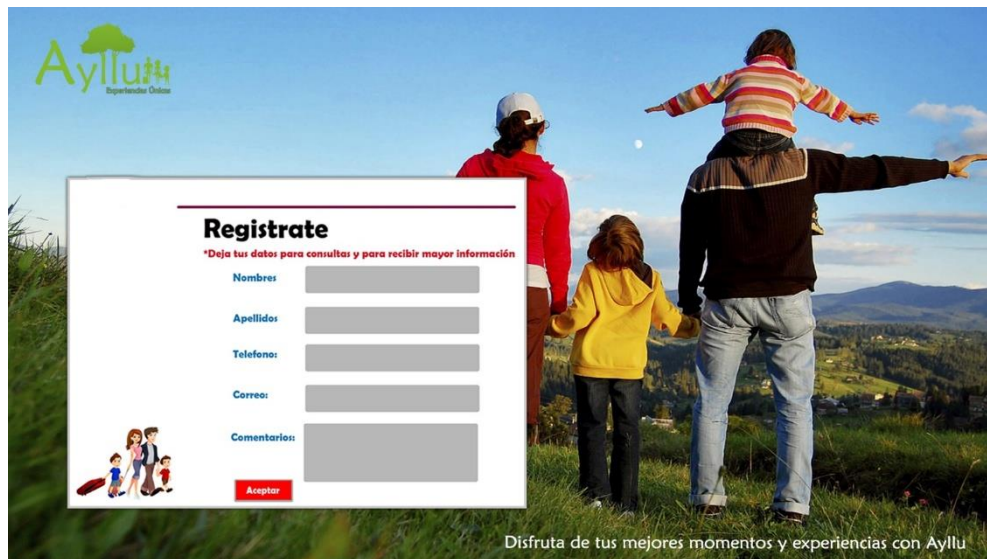 Ayllu
Experiencias Únicas
Registrate
*Deja tus datos para consultas y para recibir mayor información
Nombres
Apellidos
Telefono:
Correo:
Comentarios:
Aceptar
Disfruta de tus mejores momentos y experiencias con Ayllu